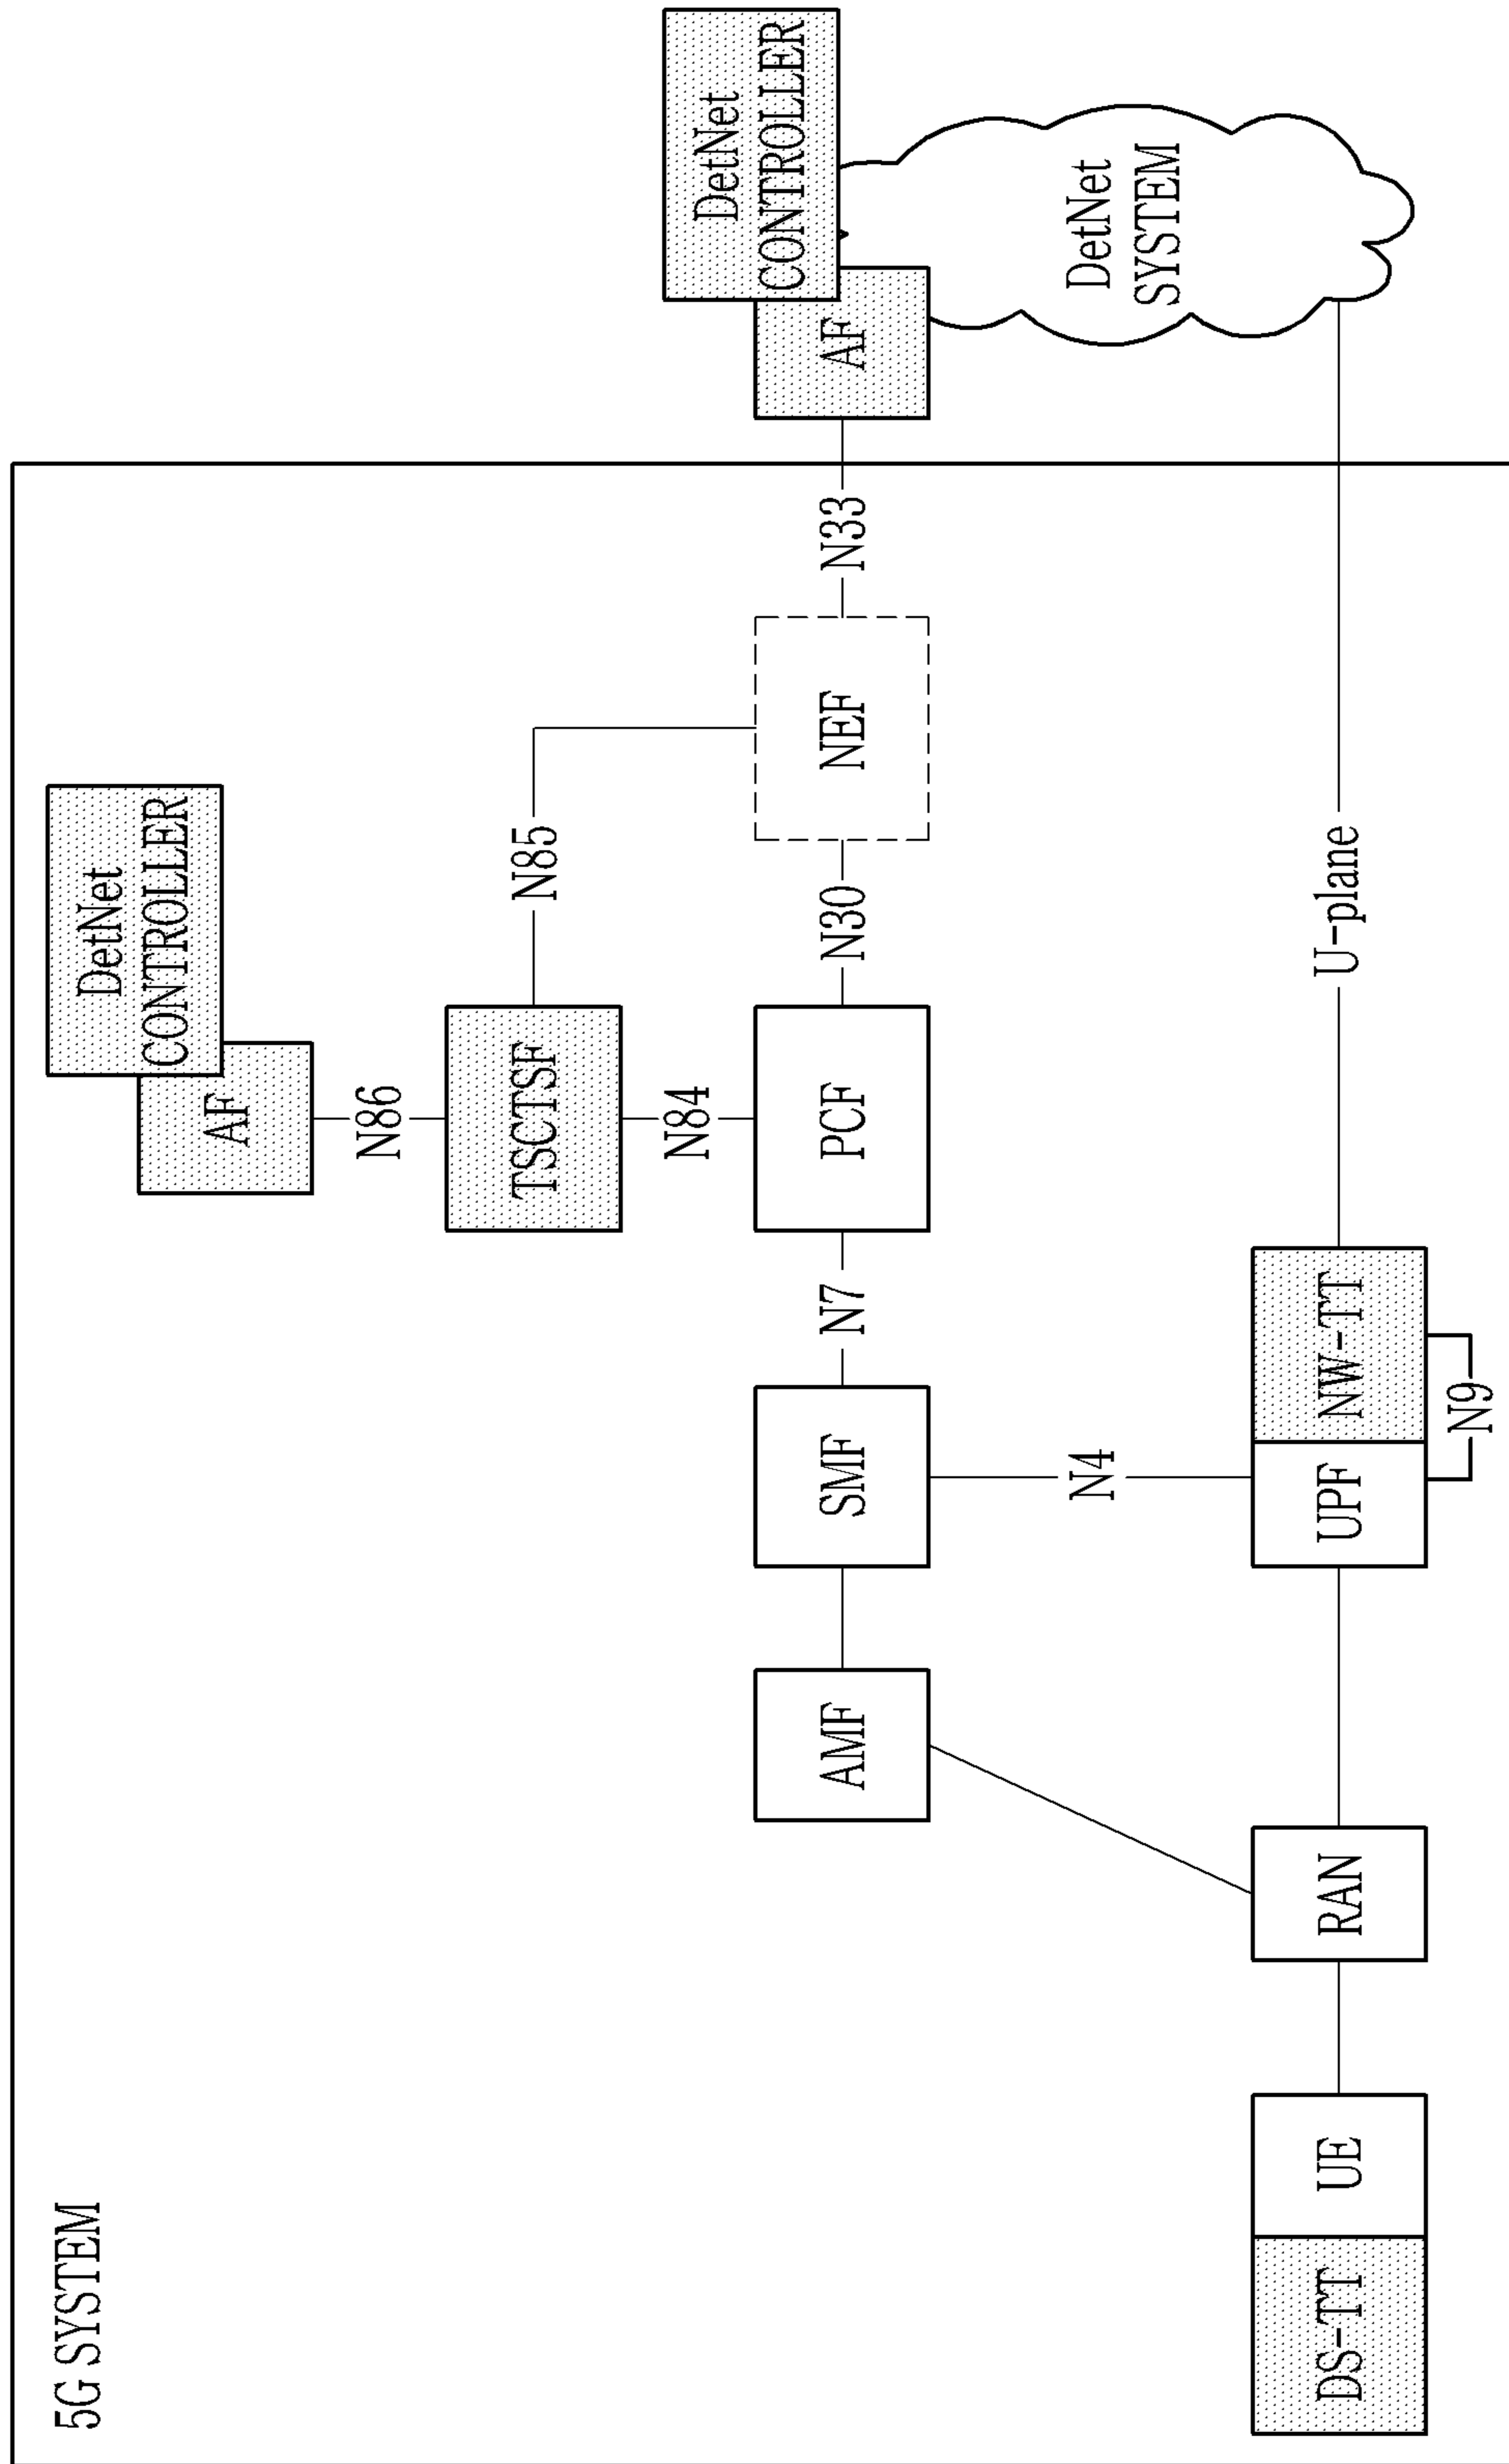 5G SYSTEM
DetNet
CONTROLLER
AF
N86
TSCTSF
N85
N84
DetNet
CONTROLLER
AF
AMF
SMF
N7
PCF
N30
NEF
N33
N4
DetNet
SYSTEM
DS-TT
UE
RAN
UPF
NW-TT
U-plane
N9